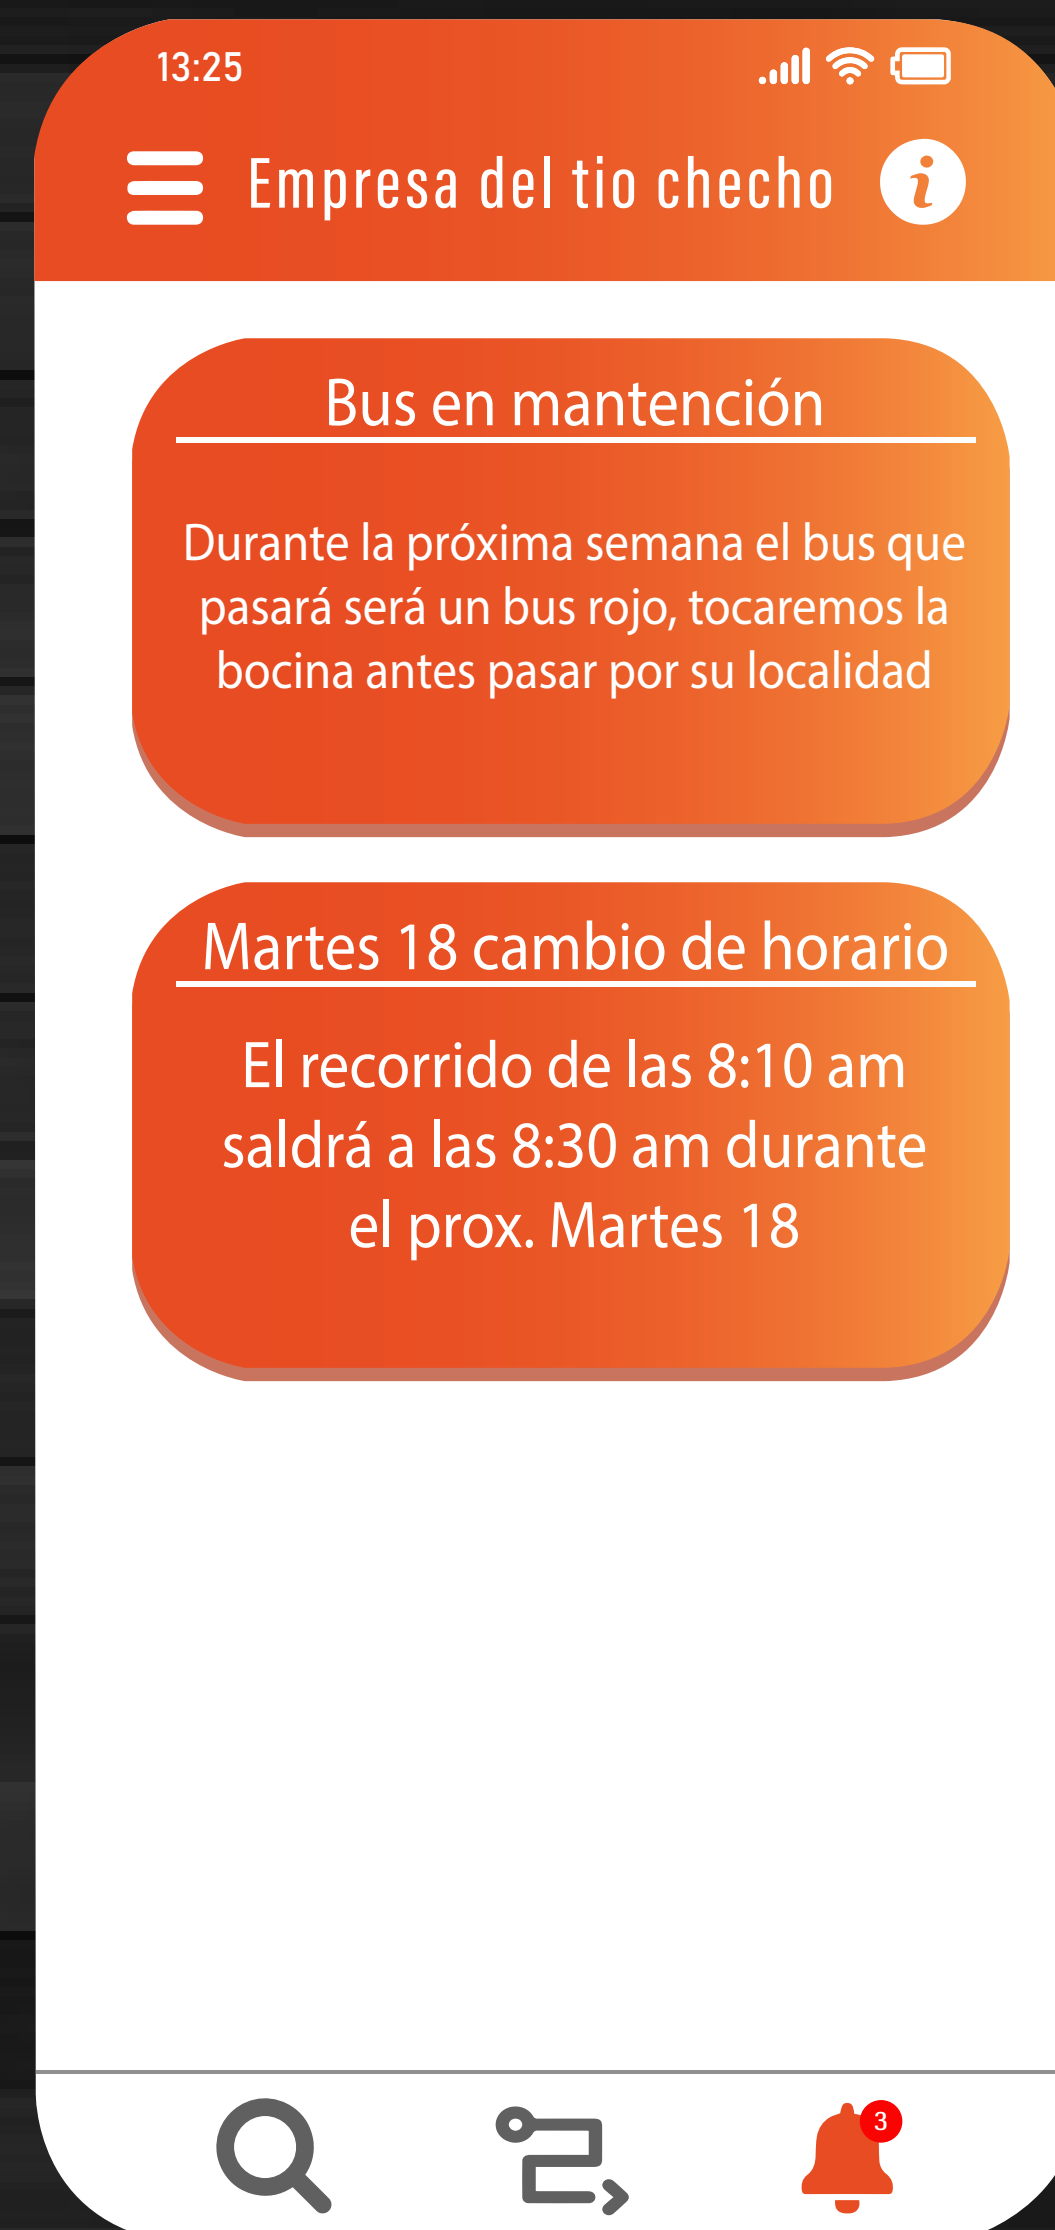 13:25
Empresa del tio checho
i
Bus en mantención
Durante la próxima semana el bus que
pasará será un bus rojo, tocaremos la
bocina antes pasar por su localidad
Martes 18 cambio de horario
El recorrido de las 8:10 am
saldrá a las 8:30 am durante
el prox. Martes 18
3